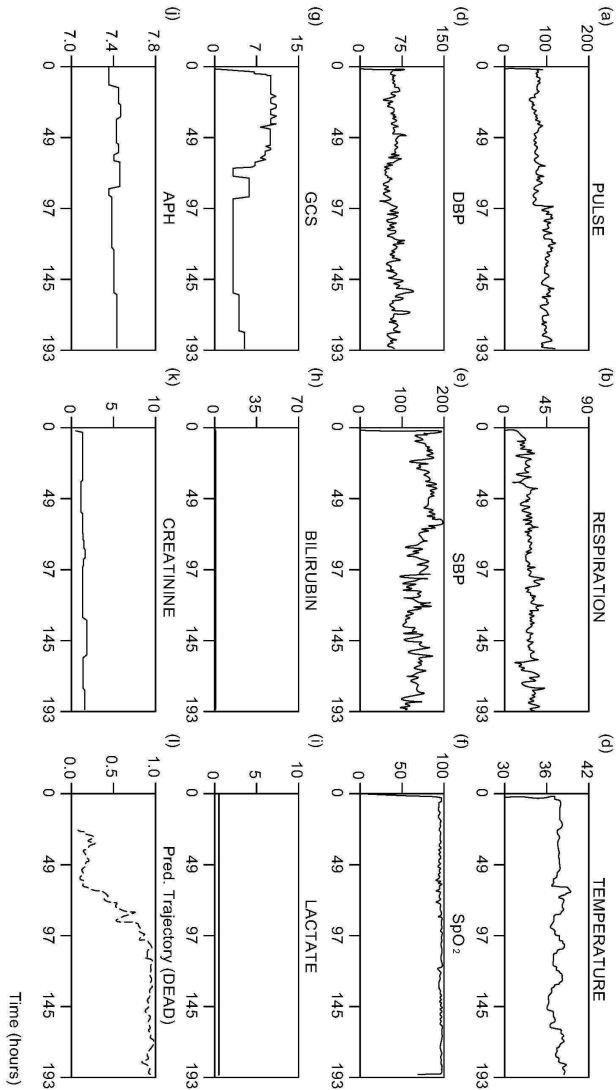 (a) PULSE
200
100
0
0 49 97 145 193
(b) RESPIRATION
90
45
0
0 49 97 145 193
(d) TEMPERATURE
42
36
30
0 49 97 145 193
(d) DBP
150
75
0
0 49 97 145 193
(e) SBP
200
100
0
0 49 97 145 193
(f) SpO₂
100
50
0
0 49 97 145 193
(g) GCS
15
7
0
0 49 97 145 193
(h) BILIRUBIN
70
35
0
0 49 97 145 193
(i) LACTATE
10
5
0
0 49 97 145 193
(j) APH
7.8
7.4
7.0
0 49 97 145 193
(k) CREATININE
10
5
0
0 49 97 145 193
(l) Pred. Trajectory (DEAD)
1.0
0.5
0.0
0 49 97 145 193
Time (hours)